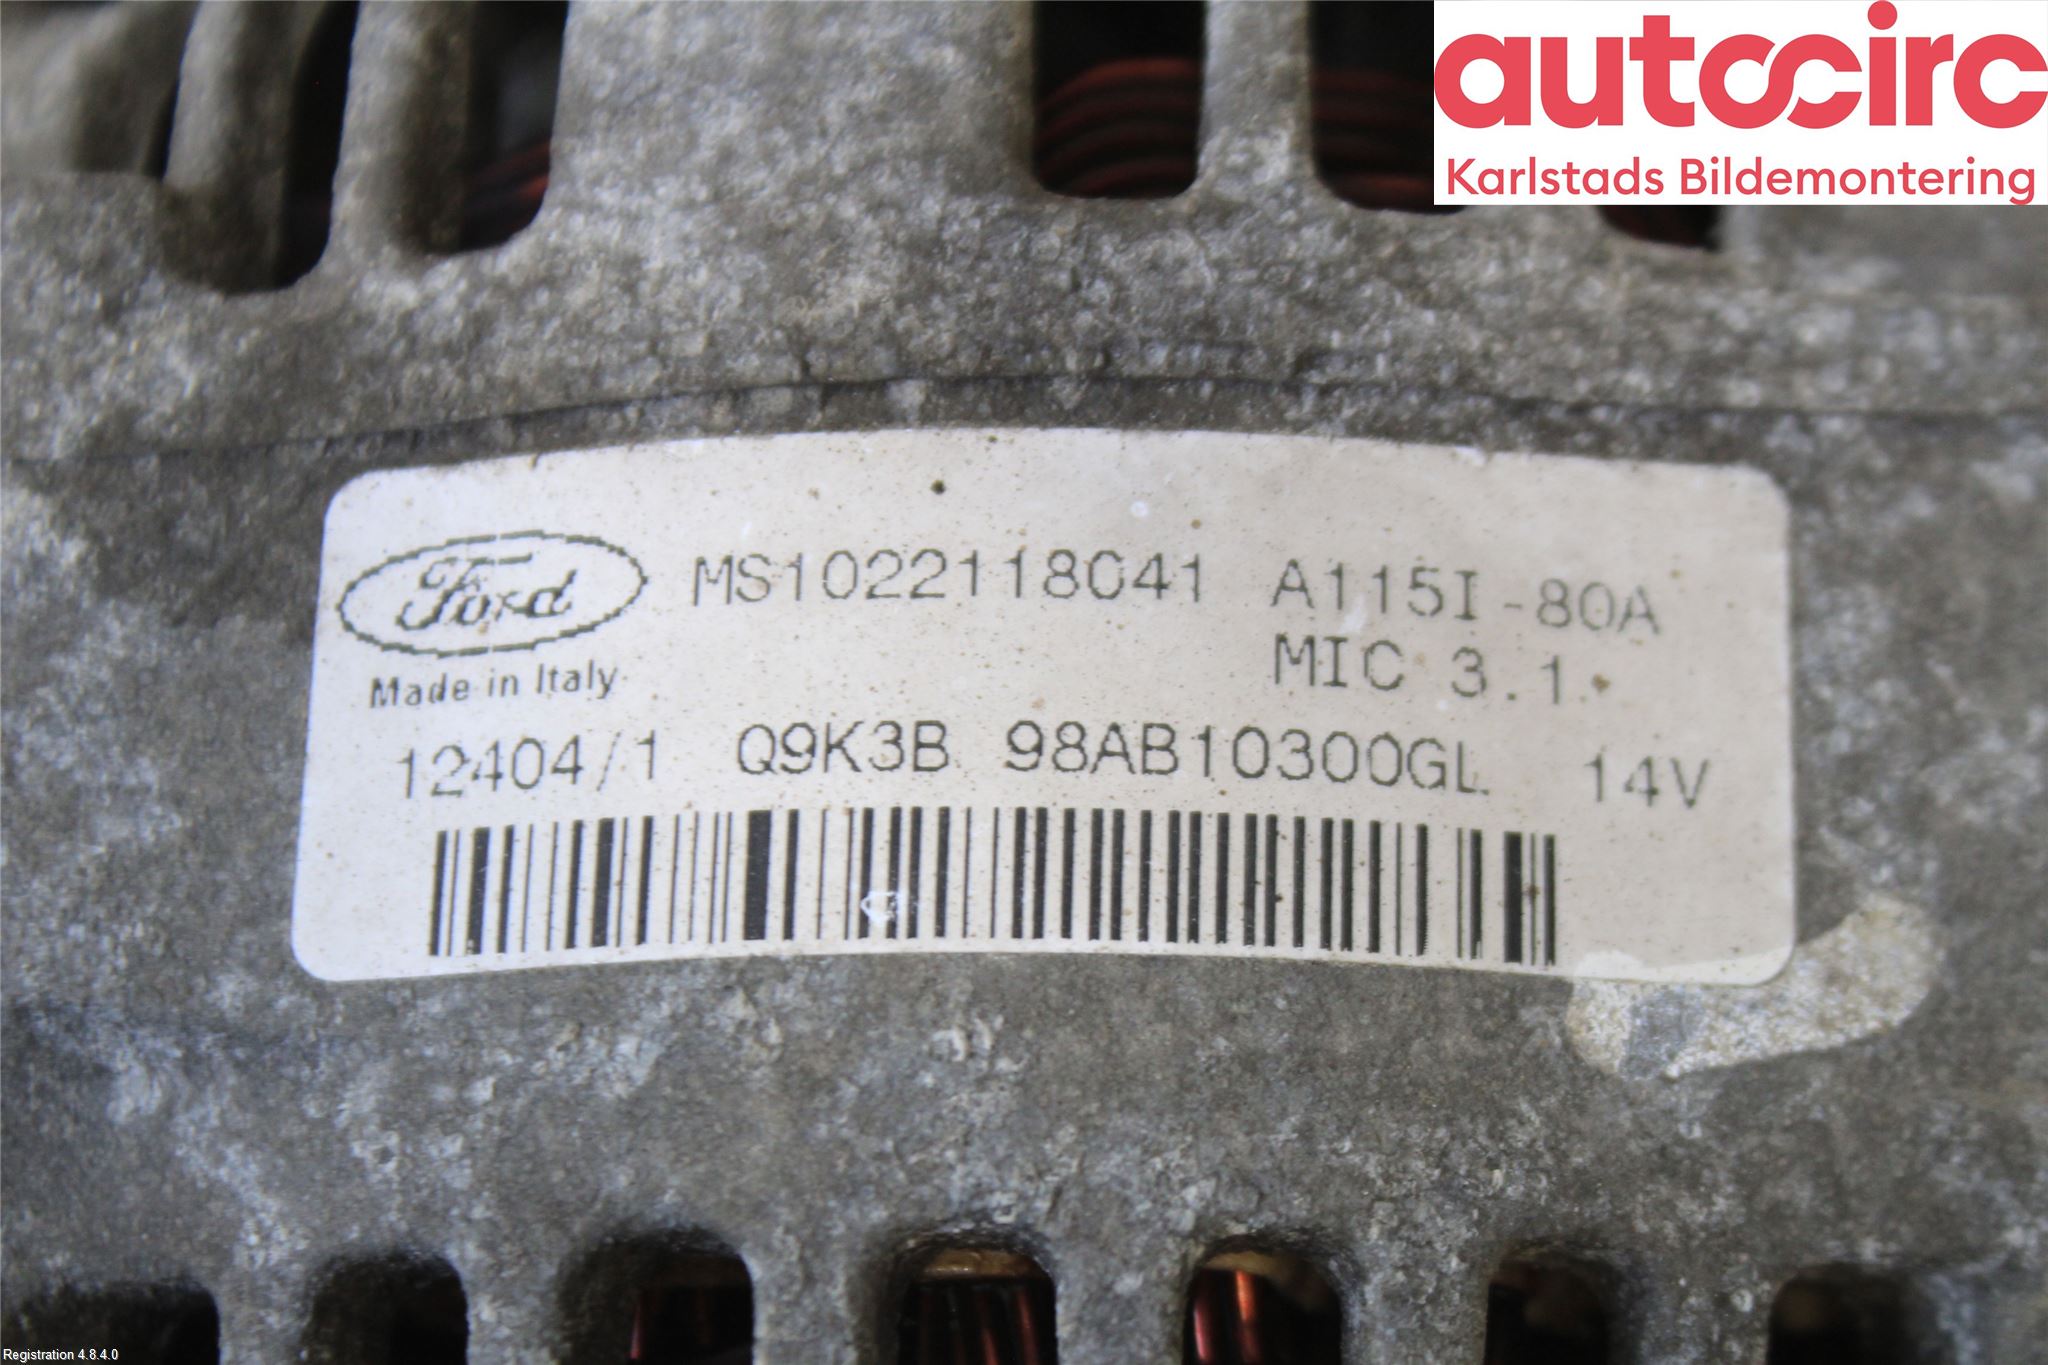 autocirc
Karlstads Bildemontering
Ford MS1022118041 A115I-80A
Made in Italy MIC 3.1.
12404/1 Q9K3B 98AB10300GL 14V
Registration 4.8.4.0